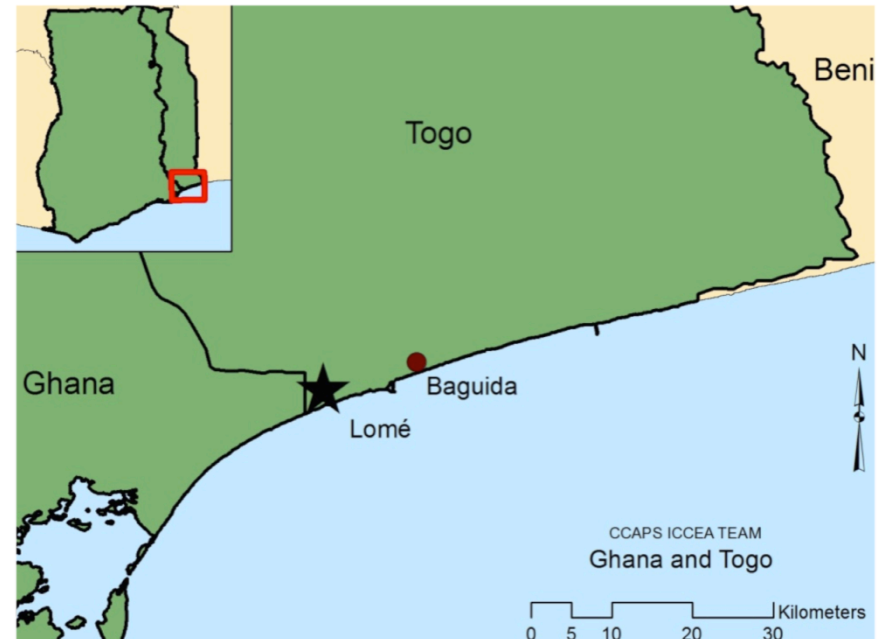 Beni
Togo
Ghana
Baguida
Lomé
N
CCAPS ICCEA TEAM
Ghana and Togo
Kilometers
0 5 10 20 30